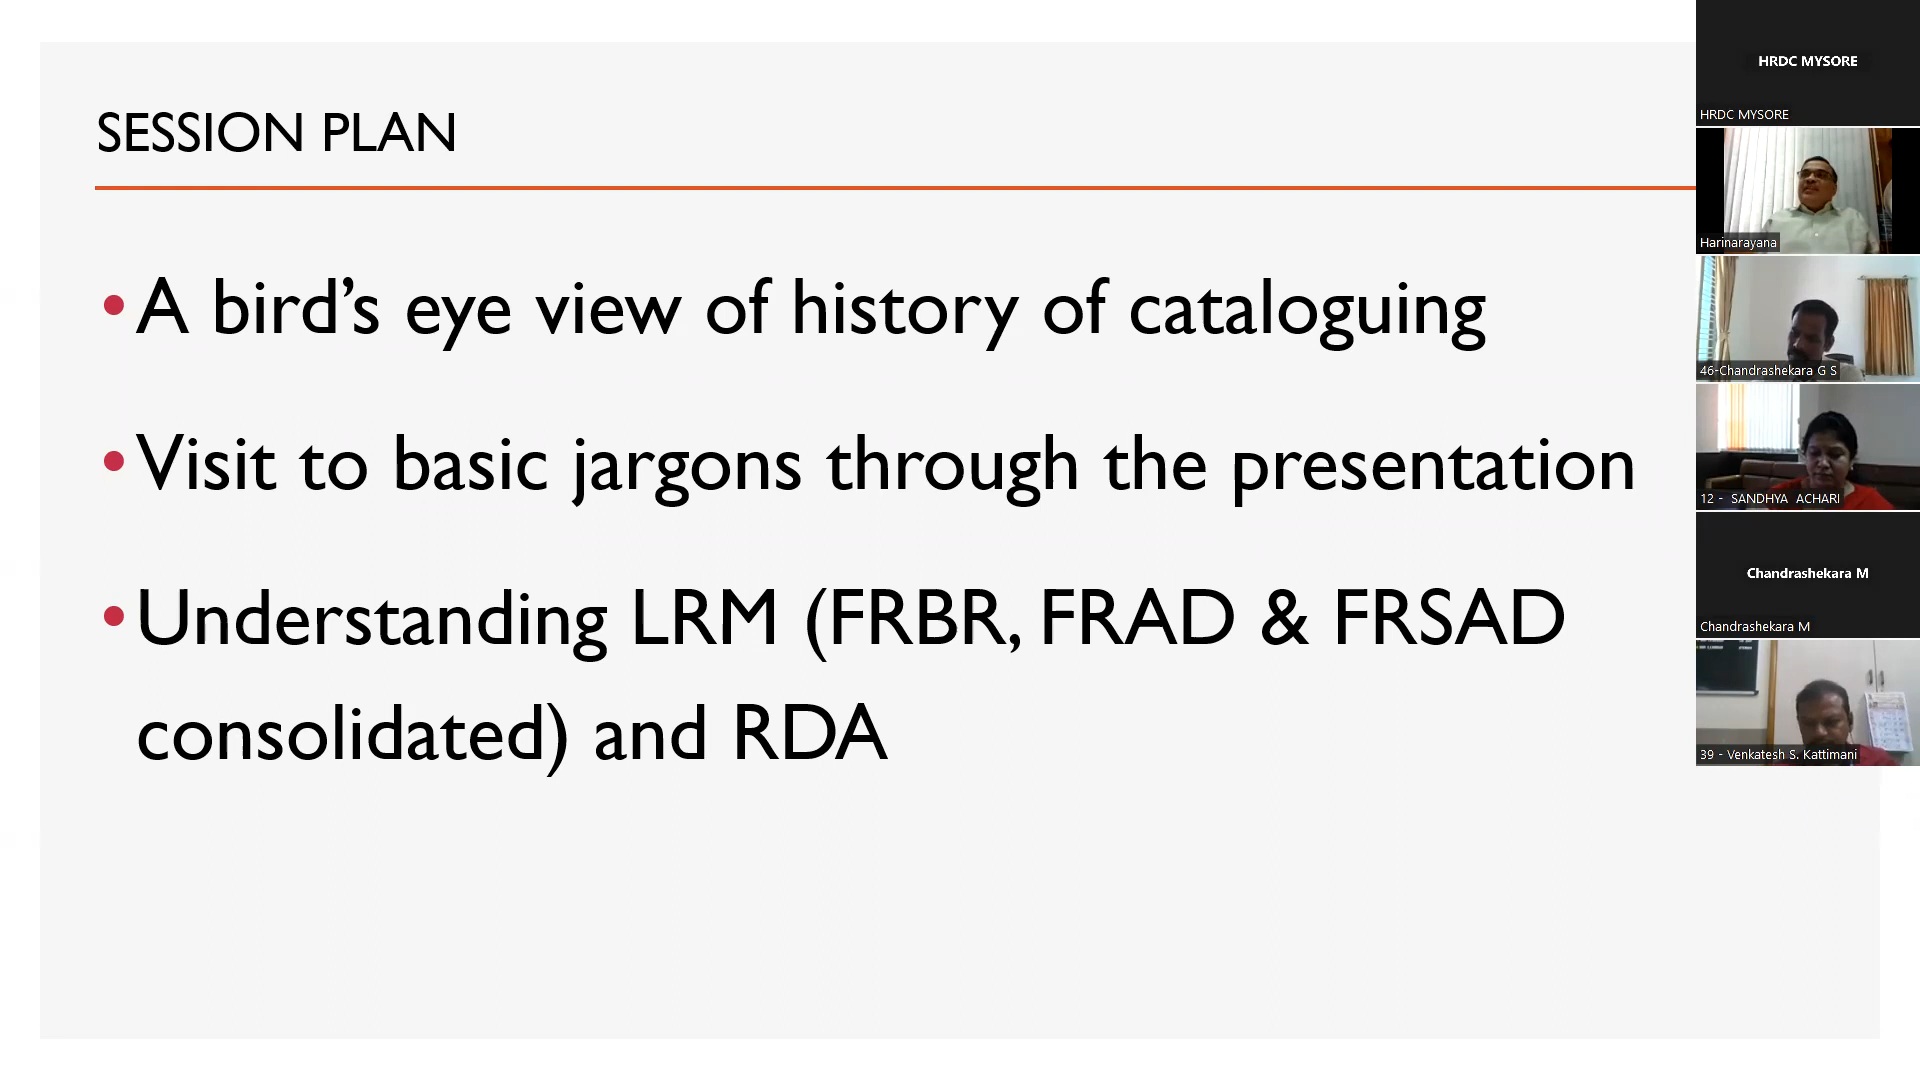 SESSION PLAN
•A bird’s eye view of history of cataloguing
•Visit to basic jargons through the presentation
•Understanding LRM (FRBR, FRAD & FRSAD
consolidated) and RDA
HRDC MYSORE
HRDC MYSORE
Harinarayana
46-Chandrashekara G S
12 - SANDHYA ACHARI
Chandrashekara M
Chandrashekara M
39 - Venkatesh S. Kattimani